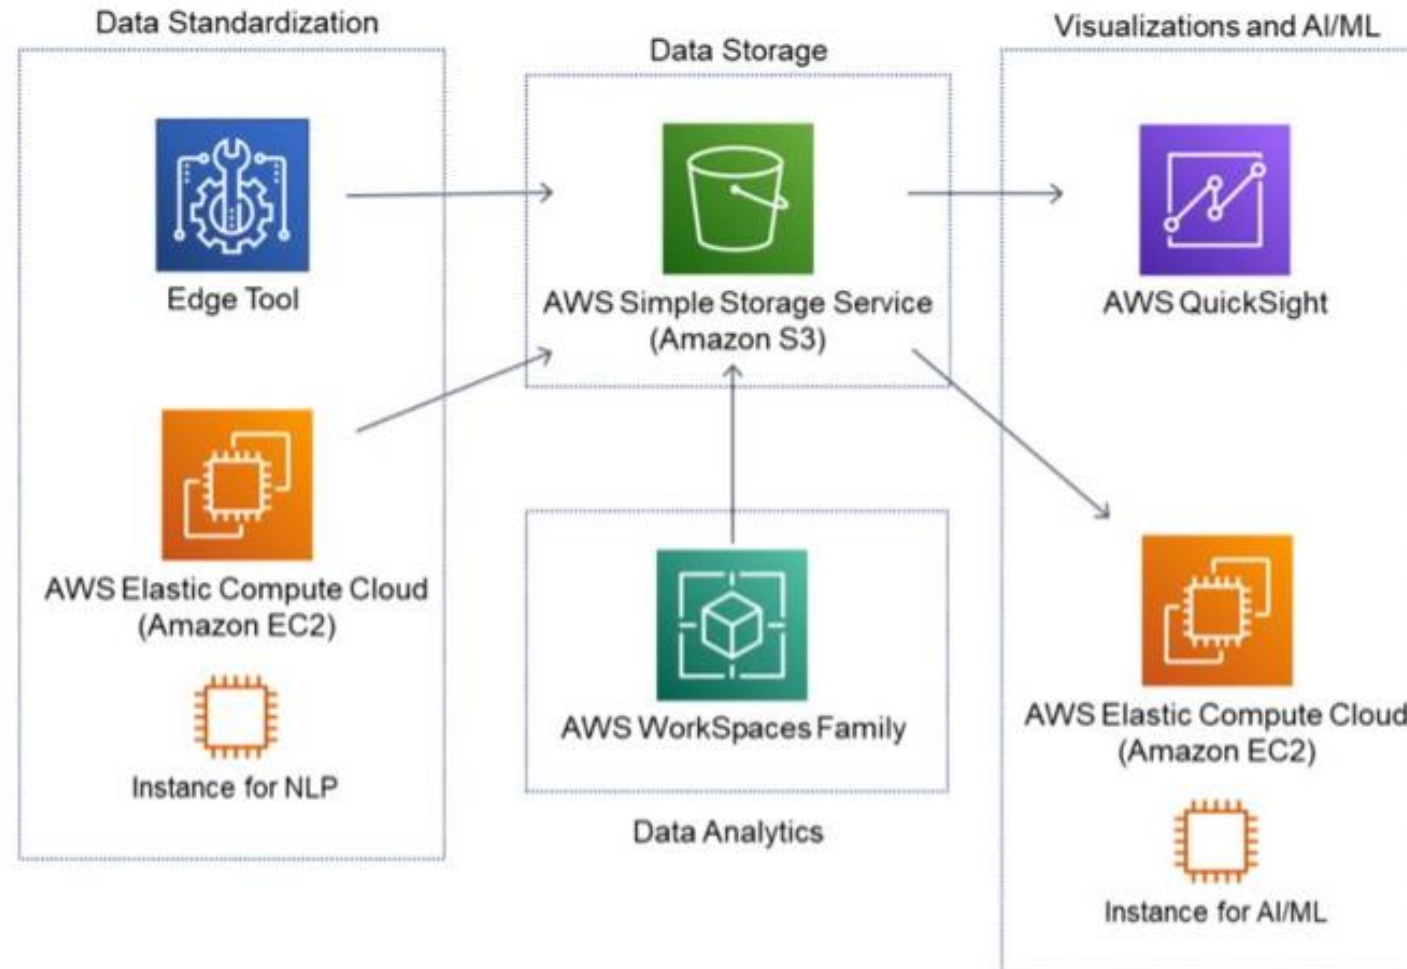 Data Standardization
Edge Tool
AWS Elastic Compute Cloud
(Amazon EC2)
Instance for NLP
Data Storage
AWS Simple Storage Service
(Amazon S3)
AWS WorkSpaces Family
Data Analytics
Visualizations and AI/ML
AWS QuickSight
AWS Elastic Compute Cloud
(Amazon EC2)
Instance for AI/ML